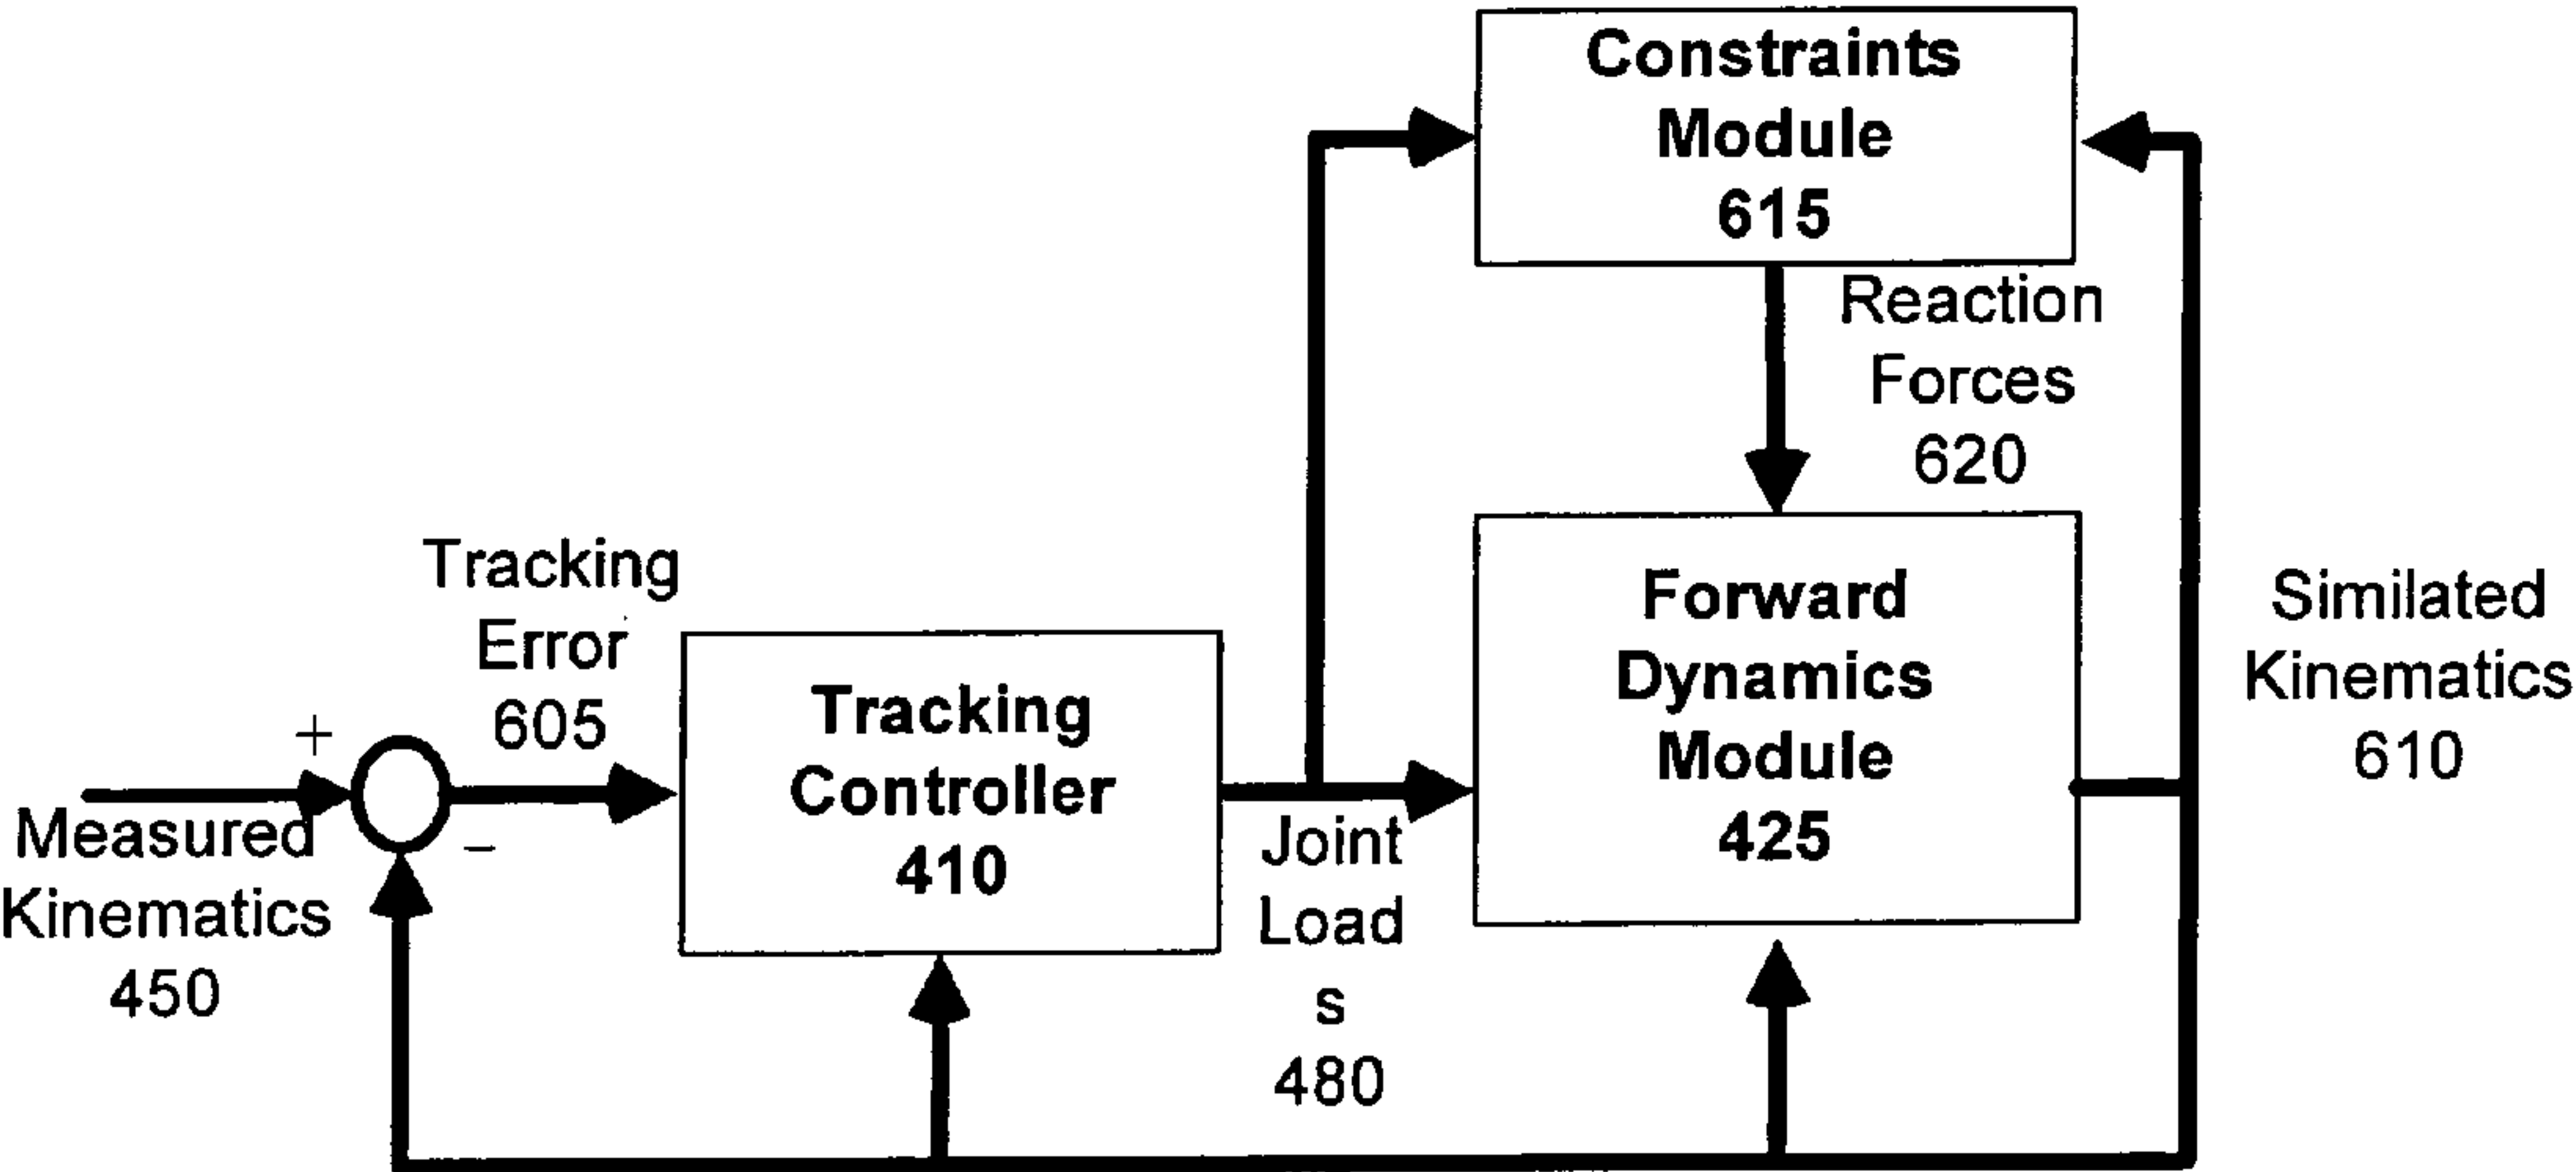 Constraints
Module
615
Reaction
Forces
620
Tracking
Error
605
+
Measured
Kinematics
450
−
Tracking
Controller
410
Joint
Load
s
480
Forward
Dynamics
Module
425
Similated
Kinematics
610